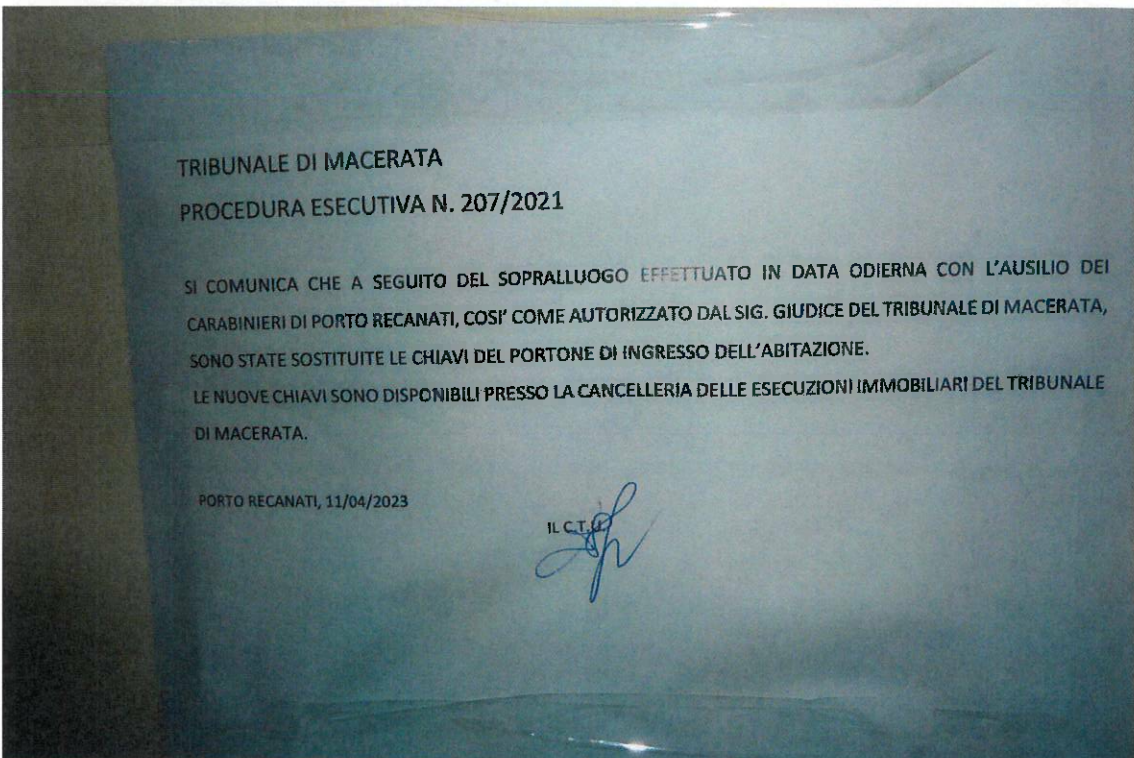 TRIBUNALE DI MACERATA
PROCEDURA ESECUTIVA N. 207/2021
SI COMUNICA CHE A SEGUITO DEL SOPRALLUOGO EFFETTUATO IN DATA ODIERNA CON L'AUSILIO DEI
CARABINIERI DI PORTO RECANATI, COSI' COME AUTORIZZATO DAL SIG. GIUDICE DEL TRIBUNALE DI MACERATA,
SONO STATE SOSTITUITE LE CHIAVI DEL PORTONE DI INGRESSO DELL'ABITAZIONE.
LE NUOVE CHIAVI SONO DISPONIBILI PRESSO LA CANCELLERIA DELLE ESECUZIONI IMMOBILIARI DEL TRIBUNALE
DI MACERATA.
PORTO RECANATI, 11/04/2023
IL C.T.U.